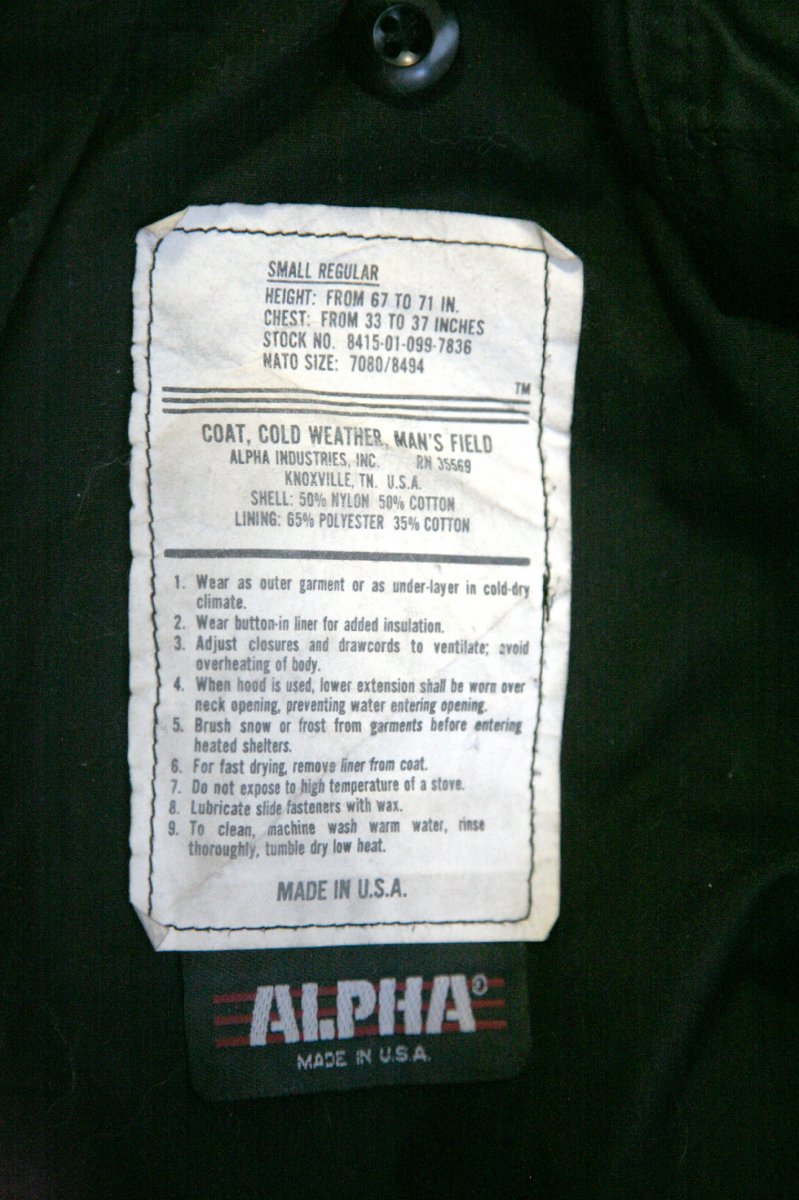 SMALL REGULAR
HEIGHT: FROM 67 TO 71 IN.
CHEST: FROM 33 TO 37 INCHES
STOCK NO. 8415-01-099-7836
NATO SIZE: 7080/8494
TM
COAT, COLD WEATHER, MAN'S FIELD
ALPHA INDUSTRIES, INC. RN 35569
KNOXVILLE, TN. U.S.A.
SHELL: 50% NYLON 50% COTTON
LINING: 65% POLYESTER 35% COTTON
1. Wear as outer garment or as under-layer in cold-dry
climate.
2. Wear button-in liner for added insulation.
3. Adjust closures and drawcords to ventilate; avoid
overheating of body.
4. When hood is used, lower extension shall be worn over
neck opening, preventing water entering opening.
5. Brush snow or frost from garments before entering
heated shelters.
6. For fast drying, remove liner from coat.
7. Do not expose to high temperature of a stove.
8. Lubricate slide fasteners with wax.
9. To clean, machine wash warm water, rinse
thoroughly, tumble dry low heat.
MADE IN U.S.A.
ALPHA®
MADE IN U.S.A.